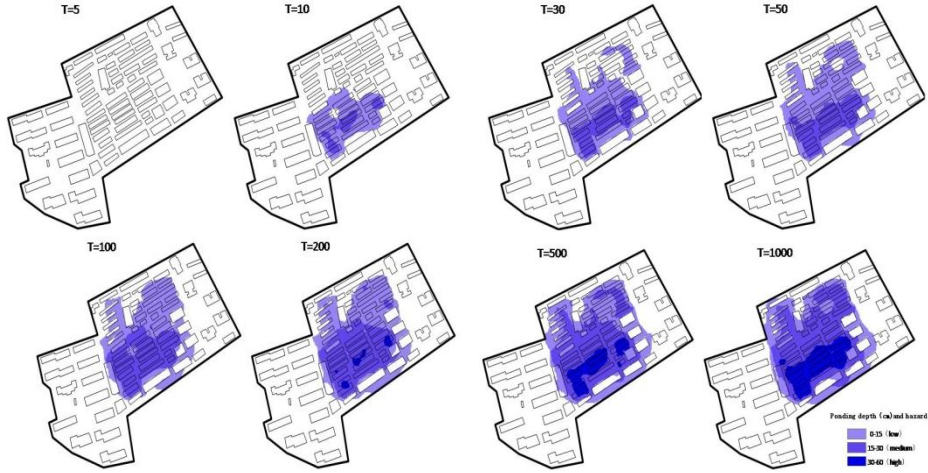 T=5
T=10
T=30
T=50
T=100
T=200
T=500
T=1000
Ponding depth (cm)and hazard
0-15 (low)
15-30(medium)
30-60 (high)